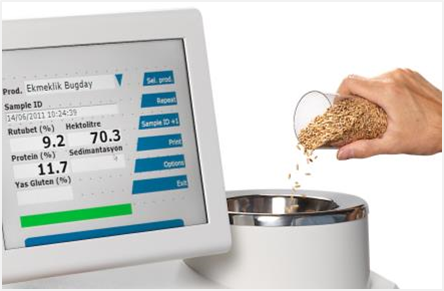 Prod. Ekmeklik Bugday
Sel. prod.
Sample ID
14/06/2011 10:24:39
Repeat
Rutubet (%) Hektolitre
9.2 70.3
Sample ID +1
Protein (%) Sedimantasyon
11.7
Print
Yas Gluten (%)
Options
Exit